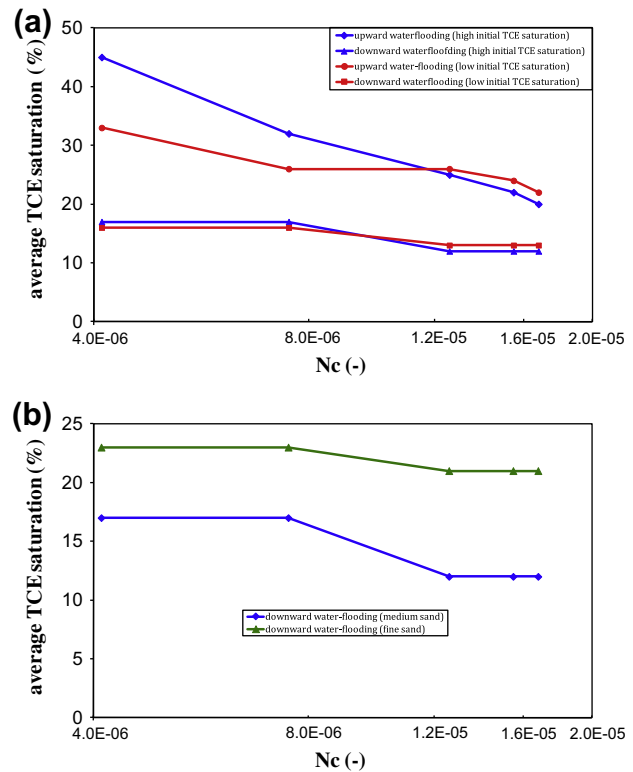 (a)
average TCE saturation (%)
50
40
30
20
10
0
upward waterflooding (high initial TCE saturation)
downward waterfloofding (high initial TCE saturation)
upward water-flooding (low initial TCE saturation)
downward waterflooding (low initial TCE saturation)
4.0E-06 8.0E-06 1.2E-05 1.6E-05 2.0E-05
Nc (-)
(b)
average TCE saturation (%)
25
20
15
10
5
0
downward water-flooding (medium sand)
downward water-flooding (fine sand)
4.0E-06 8.0E-06 1.2E-05 1.6E-05 2.0E-05
Nc (-)